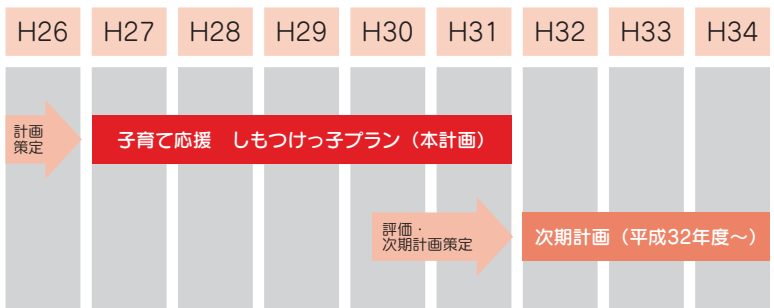 H26 H27 H28 H29 H30 H31 H32 H33 H34
計画
策定
子育て応援　しもつけっ子プラン（本計画）
評価・
次期計画策定
次期計画（平成32年度～）